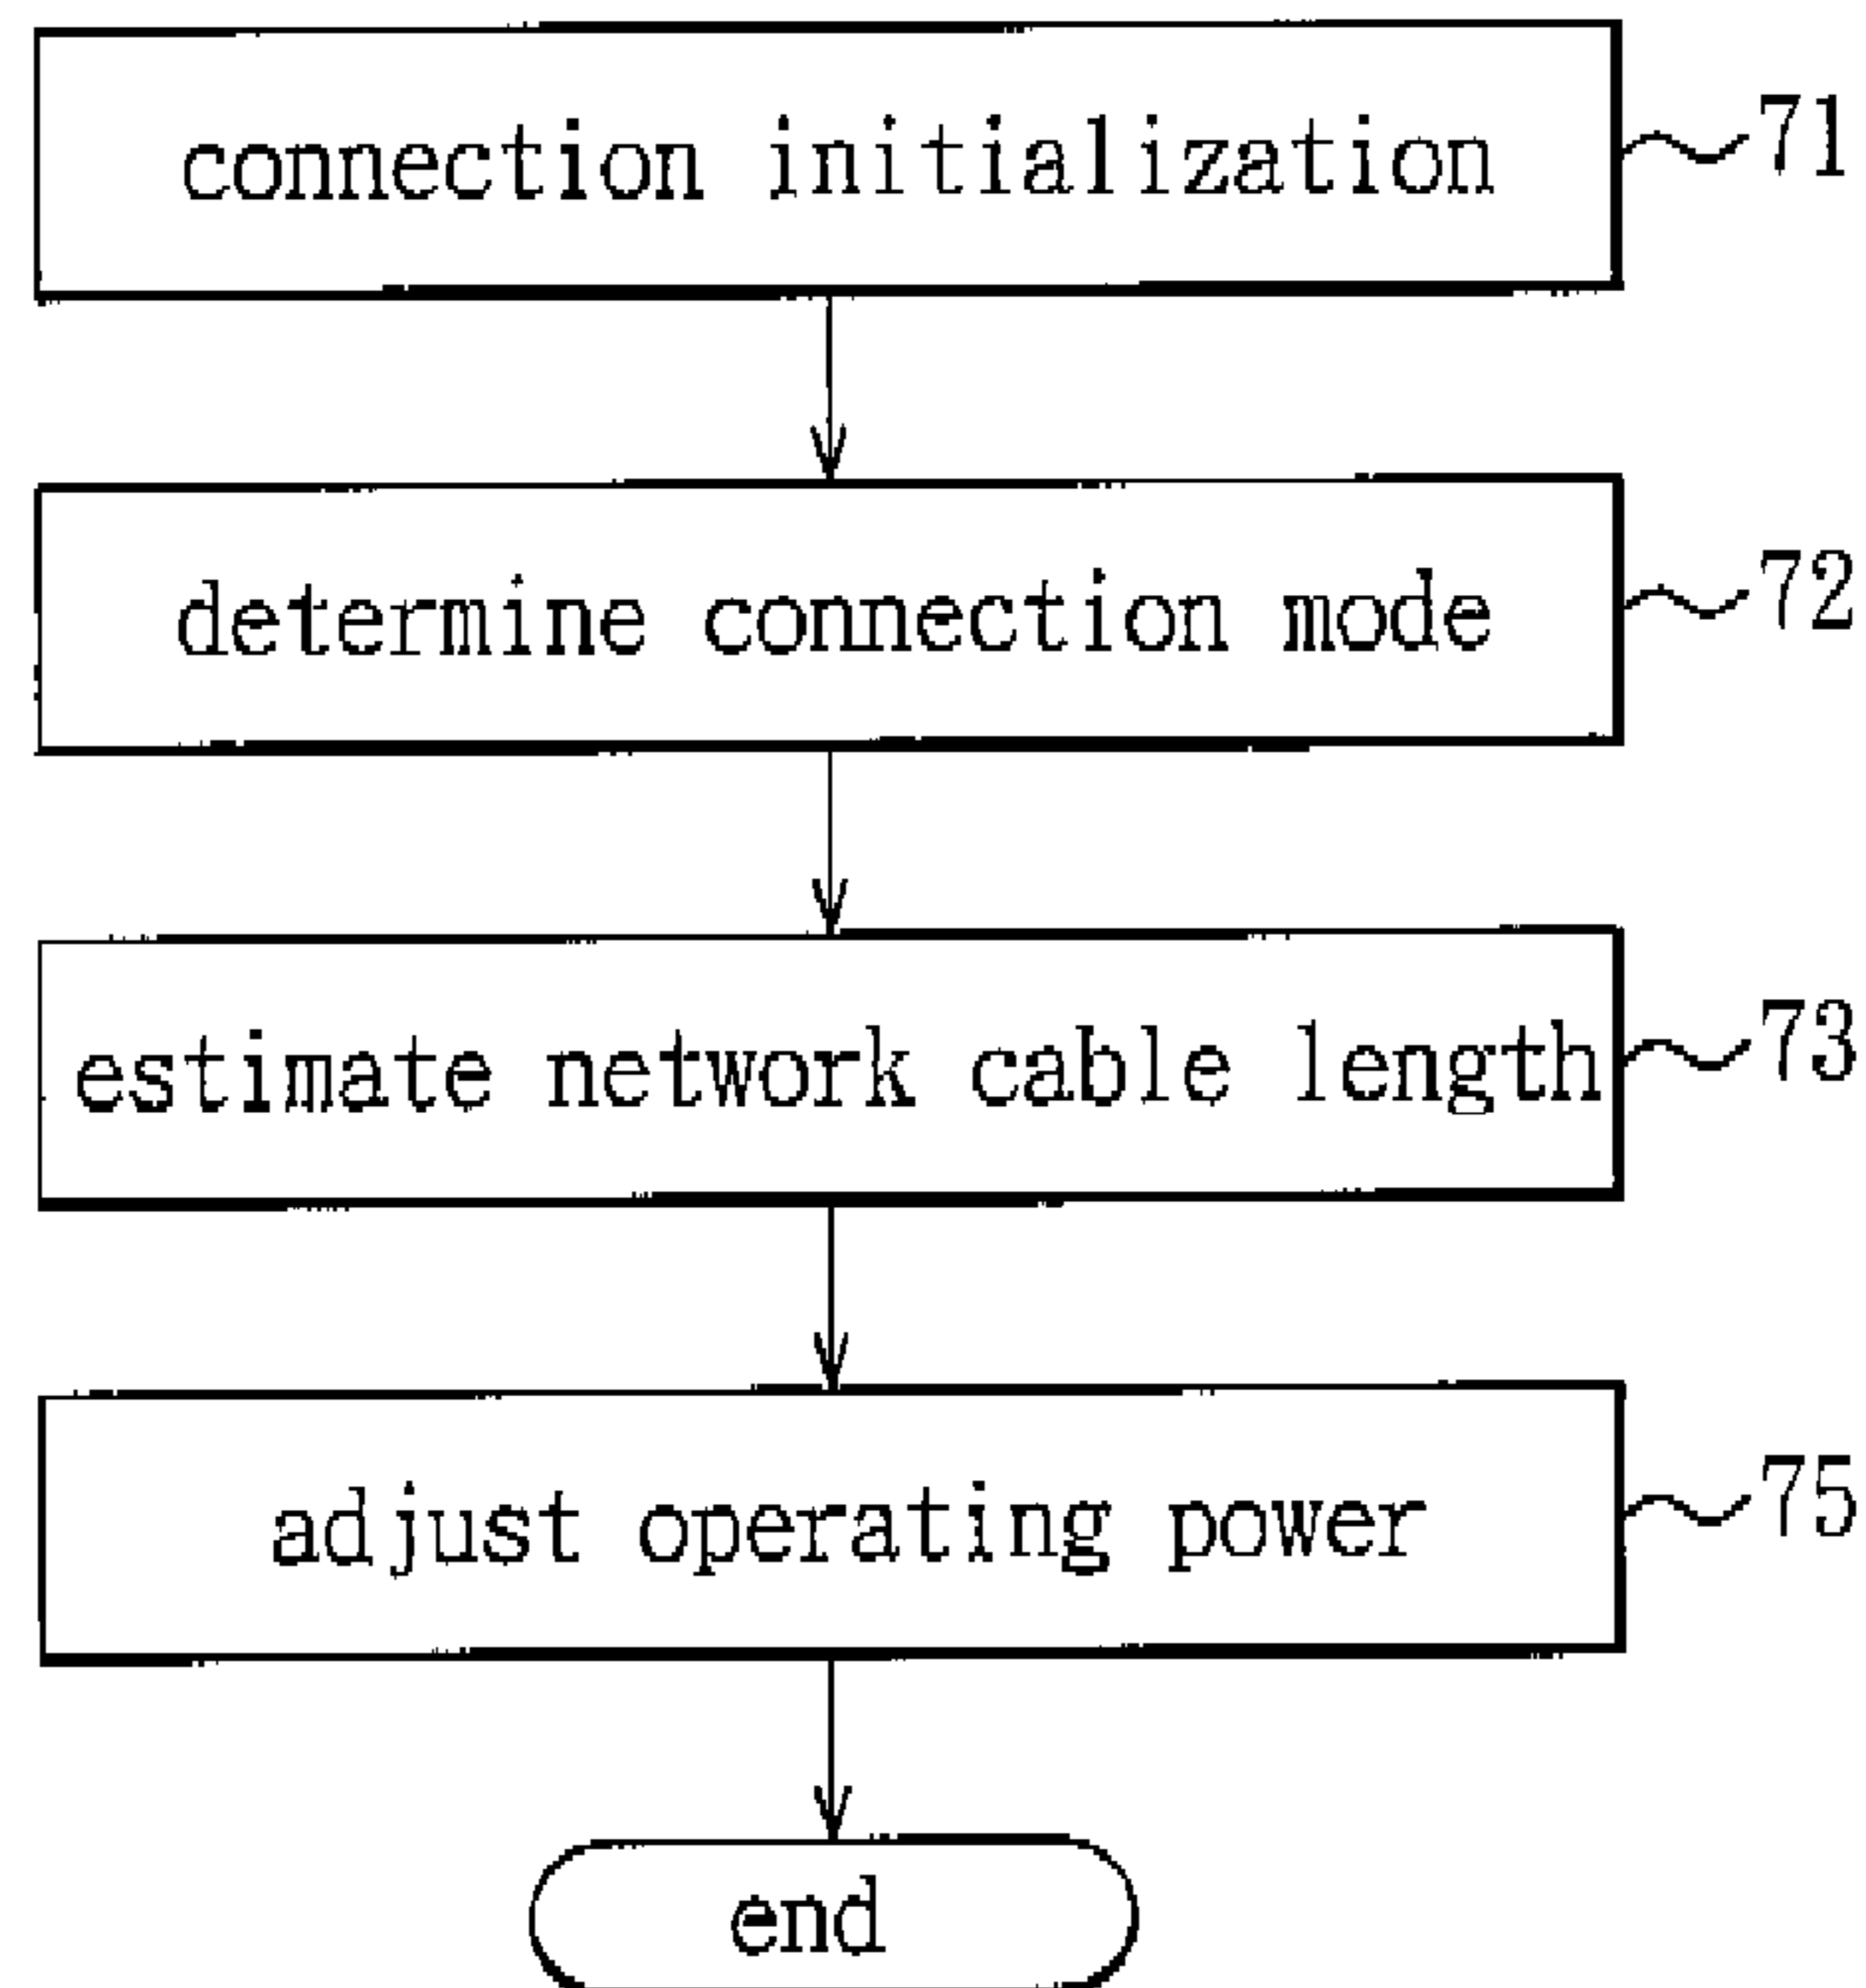 connection initialization 71
determine connection mode 72
estimate network cable length 73
adjust operating power 75
end